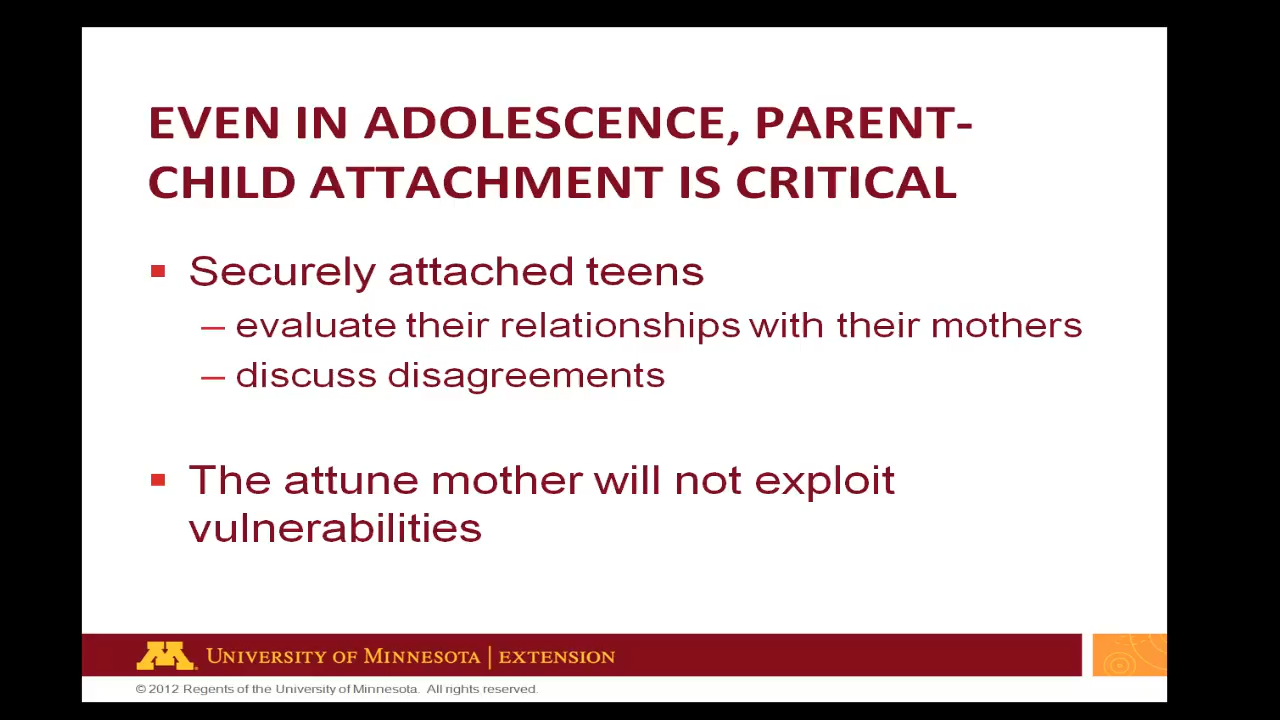 EVEN IN ADOLESCENCE, PARENT-
CHILD ATTACHMENT IS CRITICAL
▪ Securely attached teens
– evaluate their relationships with their mothers
– discuss disagreements
▪ The attune mother will not exploit
vulnerabilities
M UNIVERSITY OF MINNESOTA | EXTENSION
© 2012 Regents of the University of Minnesota. All rights reserved.